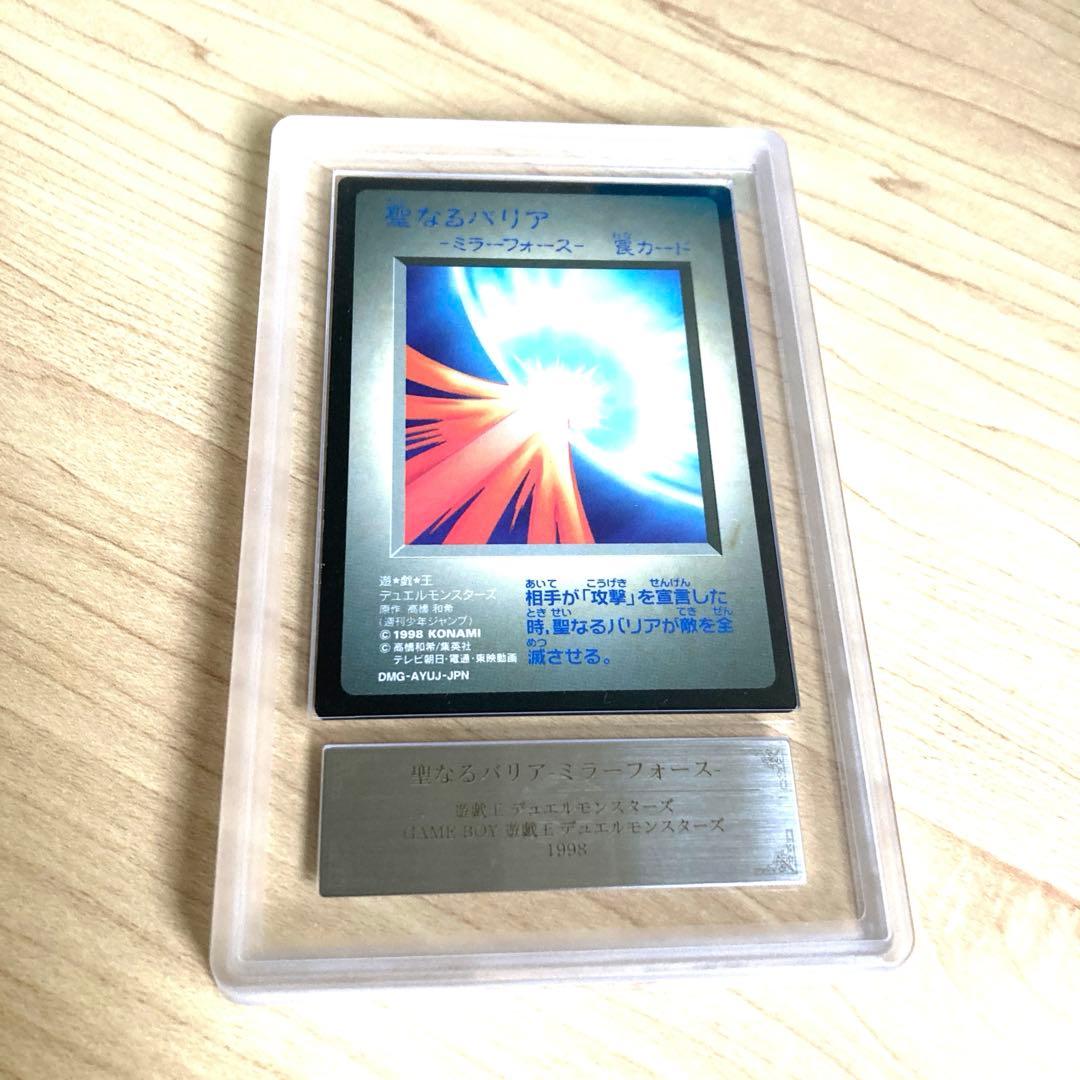 聖なるバリア
-ミラーフォース-
わな
罠カード
遊★戯★王
デュエルモンスターズ
原作 高橋 和希
(週刊少年ジャンプ)
© 1998 KONAMI
© 高橋和希/集英社
テレビ朝日・電通・東映動画
DMG-AYUJ-JPN
あいて こうげき せんげん
相手が「攻撃」を宣言した
とき せい てき ぜん
時,聖なるバリアが敵を全
めつ
滅させる。
聖なるバリア-ミラーフォース-
遊戯王 デュエルモンスターズ
GAME BOY 遊戯王 デュエルモンスターズ
1998